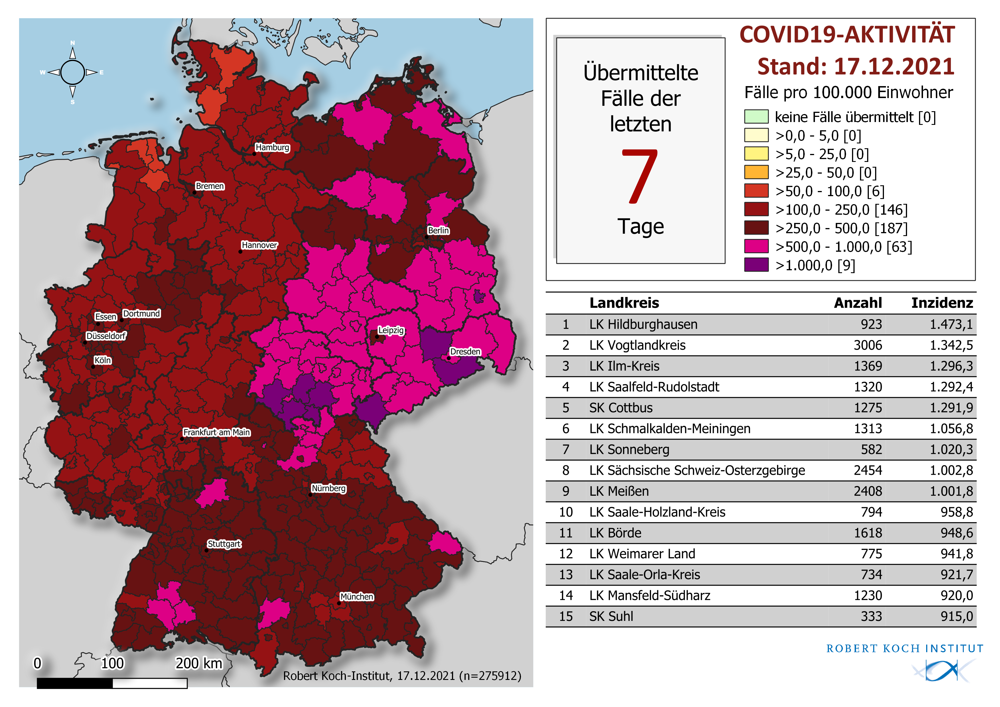 N
W E
S
Hamburg
Bremen
Berlin
Hannover
Essen Dortmund
Düsseldorf
Leipzig
Köln
Dresden
Frankfurt am Main
Nürnberg
Stuttgart
München
0 100 200 km
Robert Koch-Institut, 17.12.2021 (n=275912)
Übermittelte
Fälle der
letzten
7
Tage
COVID19-AKTIVITÄT
Stand: 17.12.2021
Fälle pro 100.000 Einwohner
keine Fälle übermittelt [0]
>0,0 - 5,0 [0]
>5,0 - 25,0 [0]
>25,0 - 50,0 [0]
>50,0 - 100,0 [6]
>100,0 - 250,0 [146]
>250,0 - 500,0 [187]
>500,0 - 1.000,0 [63]
>1.000,0 [9]
Landkreis Anzahl Inzidenz
1 LK Hildburghausen 923 1.473,1
2 LK Vogtlandkreis 3006 1.342,5
3 LK Ilm-Kreis 1369 1.296,3
4 LK Saalfeld-Rudolstadt 1320 1.292,4
5 SK Cottbus 1275 1.291,9
6 LK Schmalkalden-Meiningen 1313 1.056,8
7 LK Sonneberg 582 1.020,3
8 LK Sächsische Schweiz-Osterzgebirge 2454 1.002,8
9 LK Meißen 2408 1.001,8
10 LK Saale-Holzland-Kreis 794 958,8
11 LK Börde 1618 948,6
12 LK Weimarer Land 775 941,8
13 LK Saale-Orla-Kreis 734 921,7
14 LK Mansfeld-Südharz 1230 920,0
15 SK Suhl 333 915,0
ROBERT KOCH INSTITUT